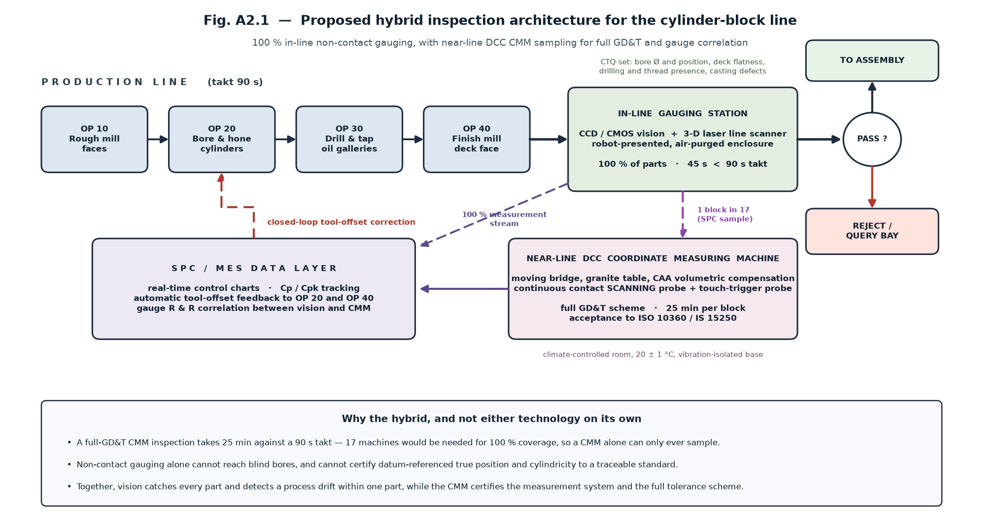 Fig. A2.1 — Proposed hybrid inspection architecture for the cylinder-block line
100 % in-line non-contact gauging, with near-line DCC CMM sampling for full GD&T and gauge correlation
TO ASSEMBLY
CTQ set: bore Ø and position, deck flatness,
drilling and thread presence, casting defects
PRODUCTION LINE (takt 90 s)
OP 10
Rough mill
faces
OP 20
Bore & hone
cylinders
OP 30
Drill & tap
oil galleries
OP 40
Finish mill
deck face
IN-LINE GAUGING STATION
CCD / CMOS vision + 3-D laser line scanner
robot-presented, air-purged enclosure
100 % of parts · 45 s < 90 s takt
PASS ?
closed-loop tool-offset correction
100 % measurement
stream
1 block in 17
(SPC sample)
REJECT /
QUERY BAY
SPC / MES DATA LAYER
real-time control charts · Cp / Cpk tracking
automatic tool-offset feedback to OP 20 and OP 40
gauge R & R correlation between vision and CMM
NEAR-LINE DCC COORDINATE MEASURING MACHINE
moving bridge, granite table, CAA volumetric compensation
continuous contact SCANNING probe + touch-trigger probe
full GD&T scheme · 25 min per block
acceptance to ISO 10360 / IS 15250
climate-controlled room, 20 ± 1 °C, vibration-isolated base
Why the hybrid, and not either technology on its own
• A full-GD&T CMM inspection takes 25 min against a 90 s takt — 17 machines would be needed for 100 % coverage, so a CMM alone can only ever sample.
• Non-contact gauging alone cannot reach blind bores, and cannot certify datum-referenced true position and cylindricity to a traceable standard.
• Together, vision catches every part and detects a process drift within one part, while the CMM certifies the measurement system and the full tolerance scheme.